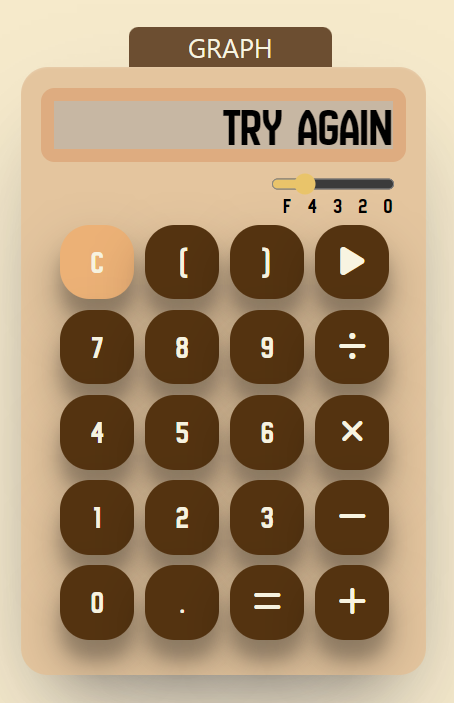 GRAPH
TRY AGAIN
F 4 3 2 0
C ( )
7 8 9 ÷
4 5 6 ×
1 2 3 −
0 . = +